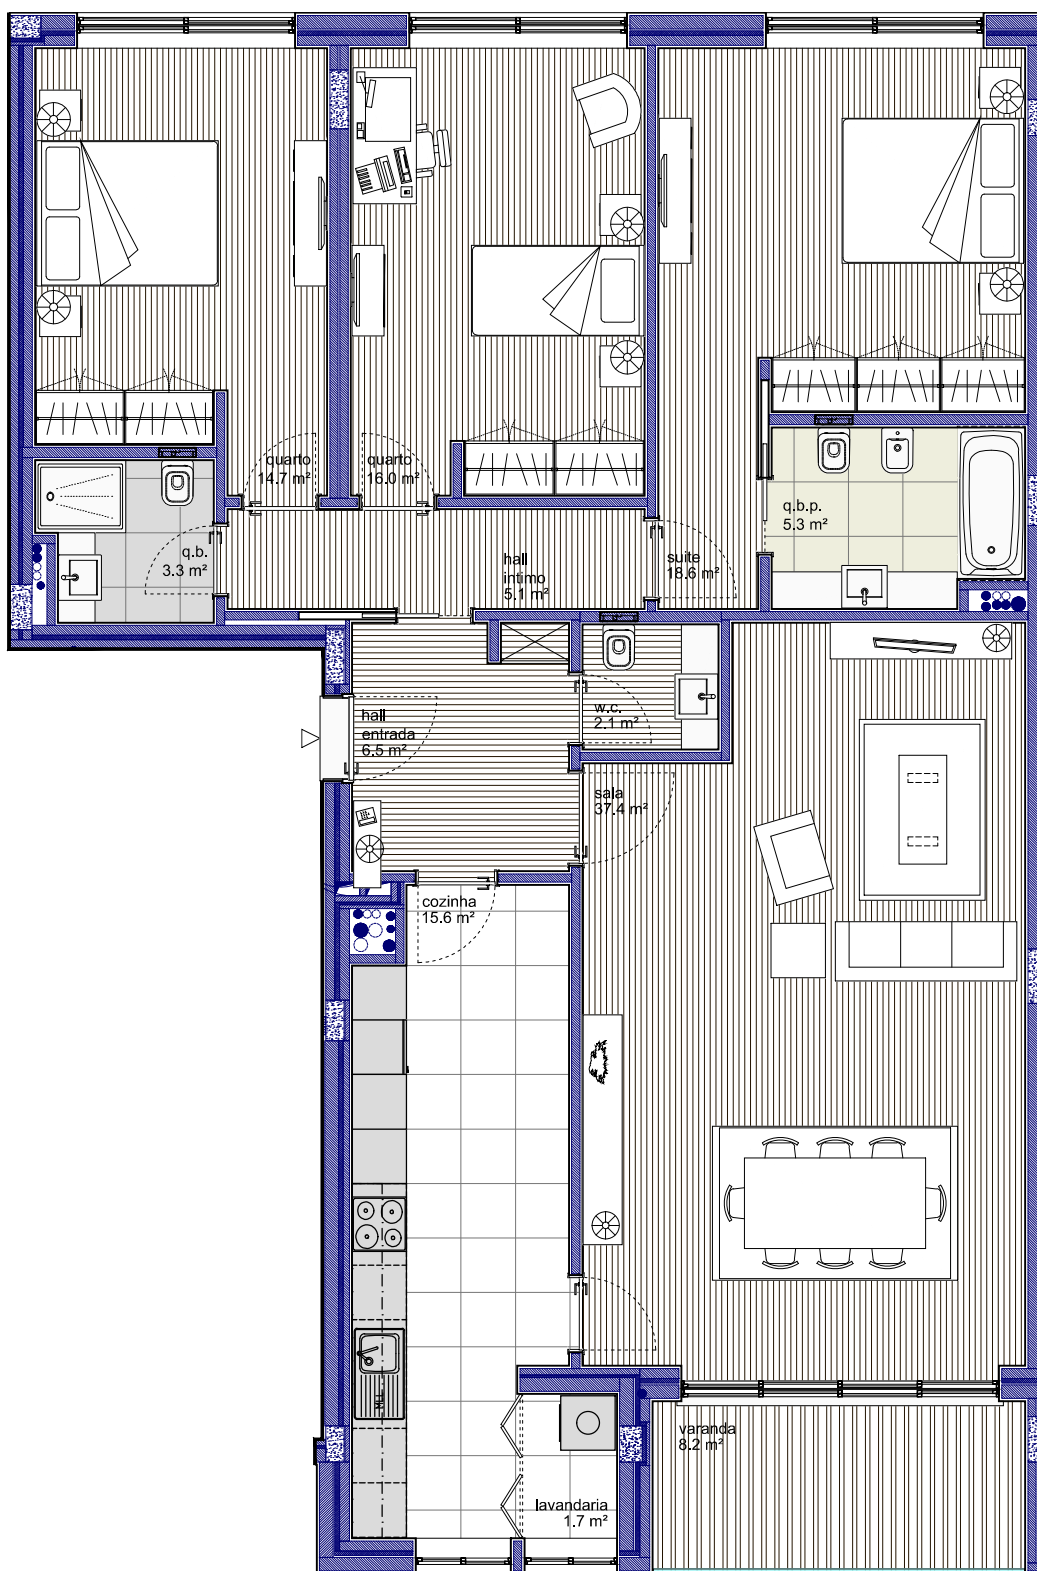 quarto
14.7 m²
quarto
16.0 m²
q.b.p.
5.3 m²
q.b.
3.3 m²
hall
intimo
5.1 m²
suite
18.6 m²
hall
entrada
6.5 m²
w.c.
2.1 m²
sala
37.4 m²
cozinha
15.6 m²
varanda
8.2 m²
lavandaria
1.7 m²